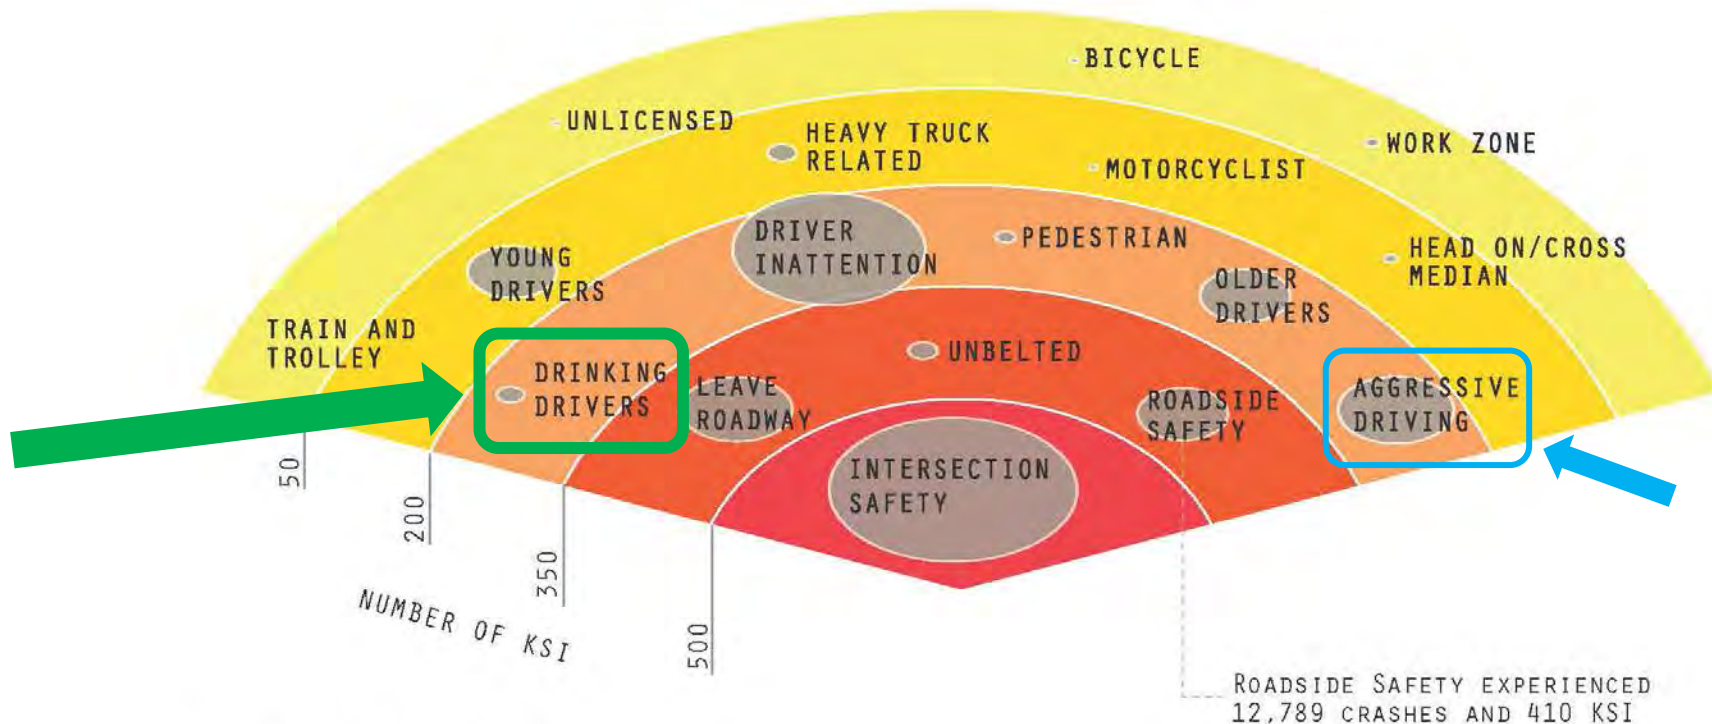 BICYCLE
UNLICENSED
HEAVY TRUCK
RELATED
WORK ZONE
MOTORCYCLIST
DRIVER
INATTENTION
PEDESTRIAN
HEAD ON/CROSS
MEDIAN
YOUNG
DRIVERS
OLDER
DRIVERS
TRAIN AND
TROLLEY
UNBELTED
DRINKING
DRIVERS
LEAVE
ROADWAY
ROADSIDE
SAFETY
AGGRESSIVE
DRIVING
INTERSECTION
SAFETY
50
200
350
500
NUMBER OF KSI
ROADSIDE SAFETY EXPERIENCED
12,789 CRASHES AND 410 KSI